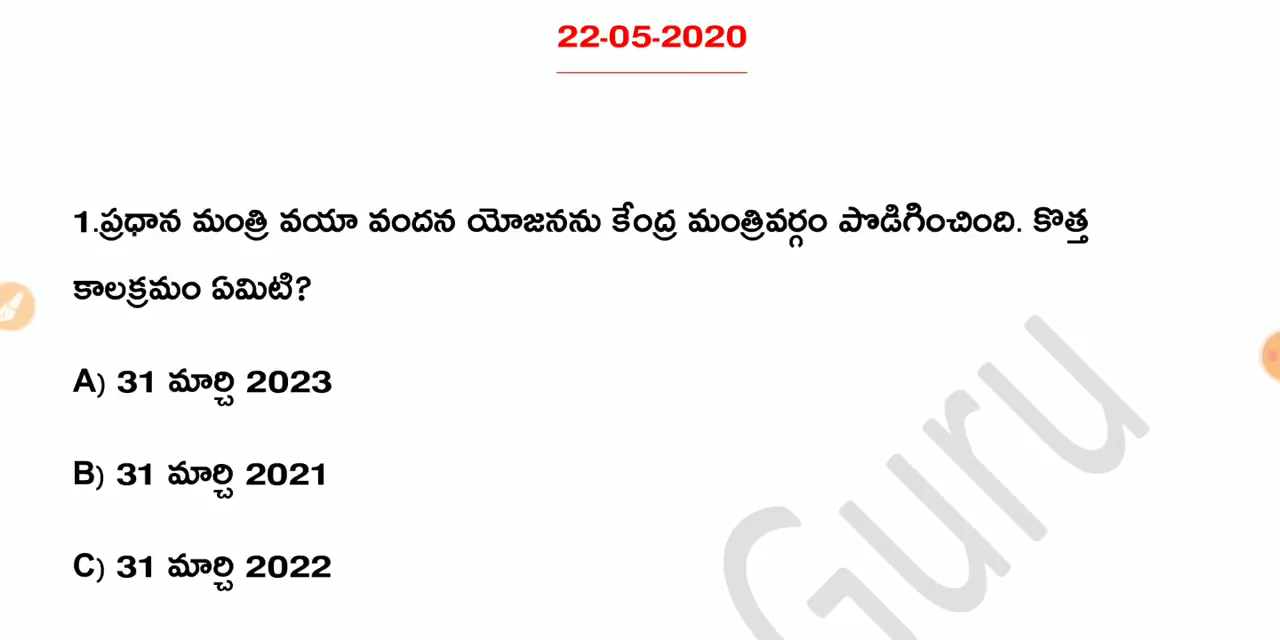 22-05-2020
1.ప్రధాన మంత్రి వయా వందన యోజనను కేంద్ర మంత్రివర్గం పొడిగించింది. కొత్త
కాలక్రమం ఏమిటి?
A) 31 మార్చి 2023
B) 31 మార్చి 2021
C) 31 మార్చి 2022
Guru